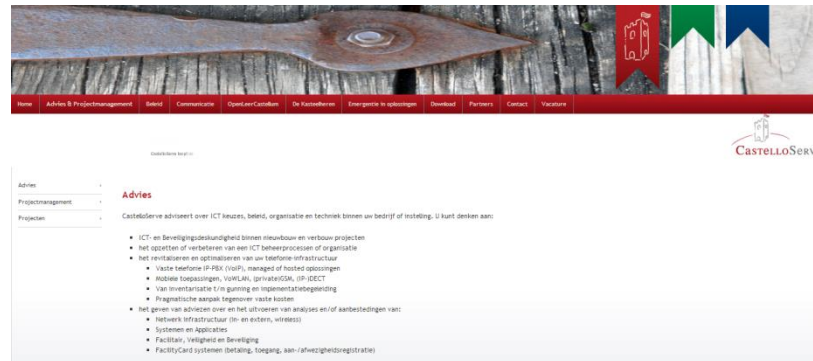 Home Advies & Projectmanagement Beleid Communicatie OpenLeerCastellum De Kasteelheren Emergentie in oplossingen Download Partners Contact Vacature
CASTELLOSERV
Advies
Projectmanagement
Projecten
Advies
CastelloServe adviseert over ICT keuzes, beleid, organisatie en techniek binnen uw bedrijf of instelling. U kunt denken aan:
ICT- en Beveiligingsdeskundigheid binnen nieuwbouw en verbouw projecten
het opzetten of verbeteren van een ICT beheerprocessen of organisatie
het revitaliseren en optimaliseren van uw telefonie-infrastructuur
Vaste telefonie IP-PBX (VoIP), managed of hosted oplossingen
Mobiele toepassingen, VoWLAN, (private)GSM, (IP-)DECT
Van inventarisatie t/m gunning en implementatiebegeleiding
Pragmatische aanpak tegenover vaste kosten
het geven van adviezen over en het uitvoeren van analyses en/of aanbestedingen van:
Netwerk infrastructuur (in- en extern, wireless)
Systemen en Applicaties
Facilitair, Veiligheid en Beveiliging
FacilityCard systemen (betaling, toegang, aan-/afwezigheidsregistratie)